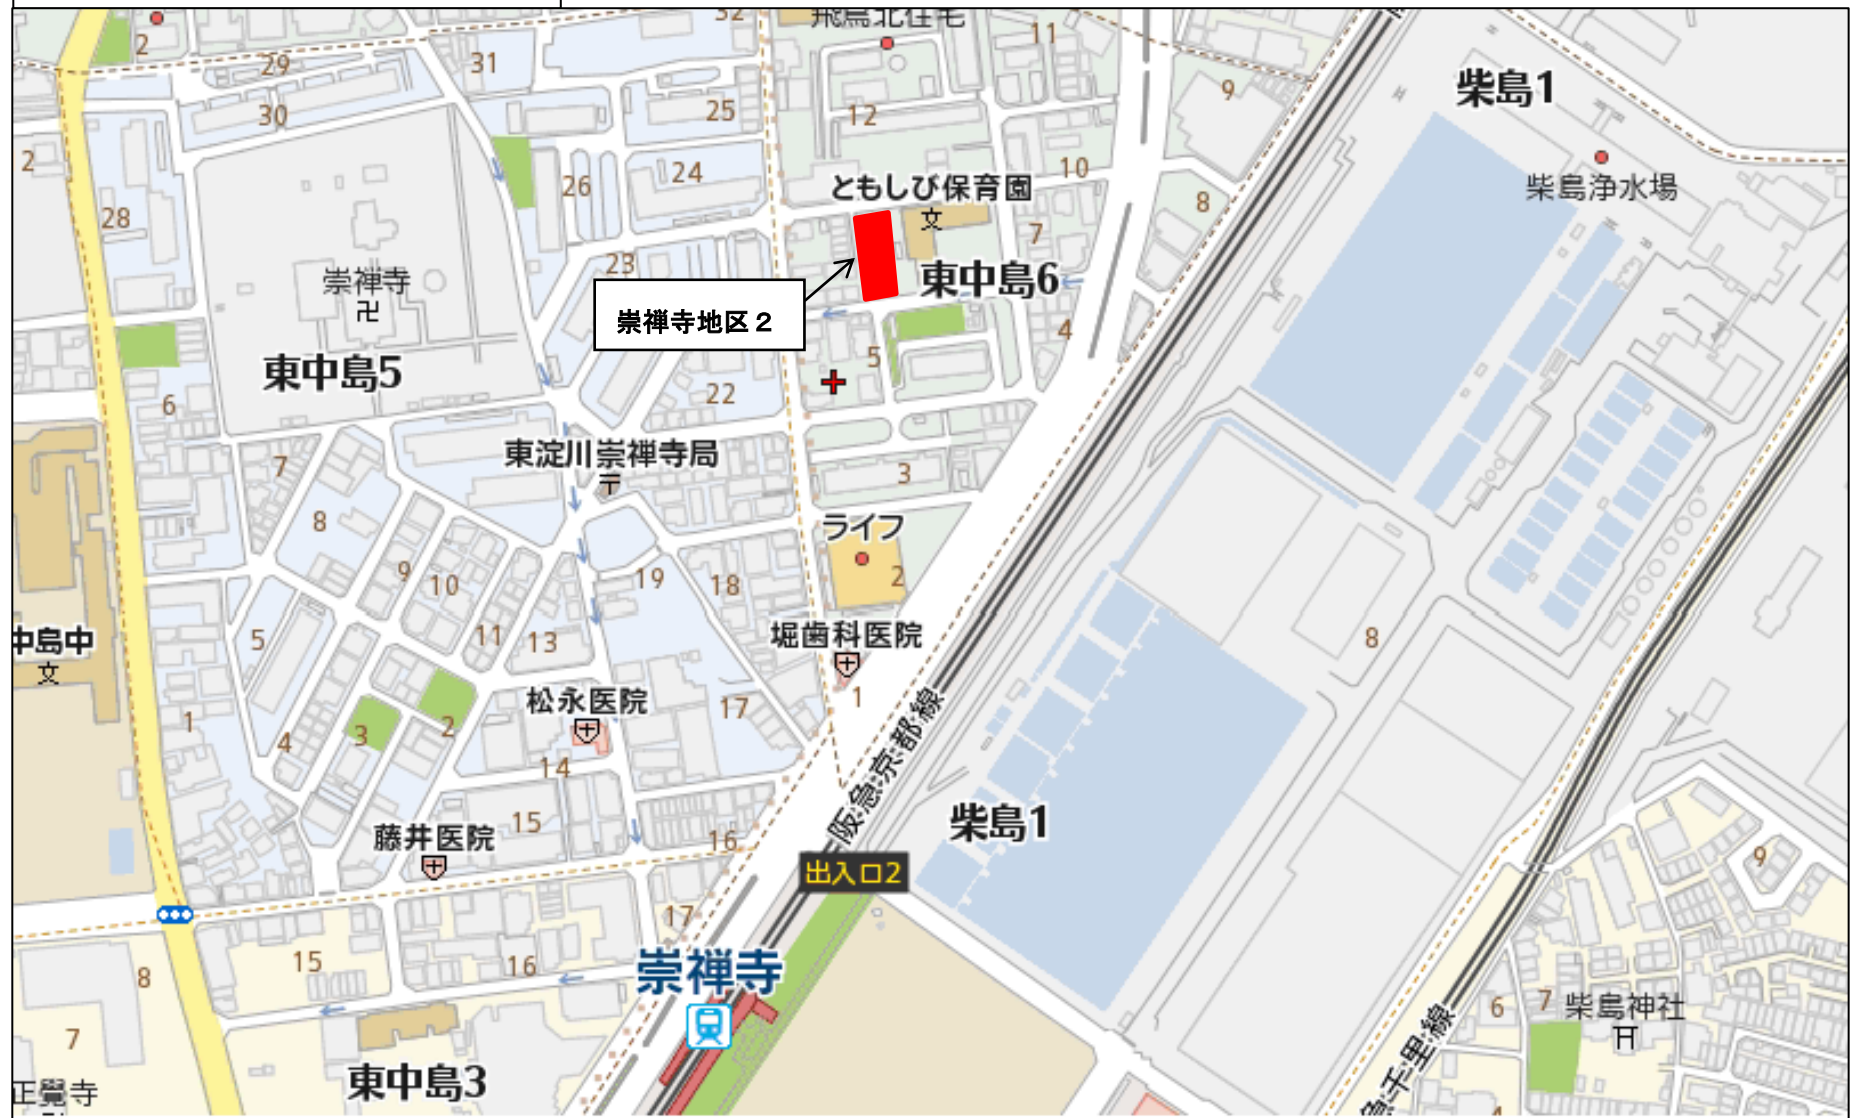 32
飛鳥北住宅
11
2
29
31
柴島1
9
30
25
12
2
24
10
柴島浄水場
26
ともしび保育園
文
8
28
7
23
東中島6
崇禅寺
卍
崇禅寺地区2
4
5
東中島5
22
6
東淀川崇禅寺局
〒
7
3
8
ライフ
9
10
19
18
2
8
5
11
13
堀歯科医院
中島中
文
松永医院
1
17
1
3
2
4
14
阪急京都線
15
16
柴島1
藤井医院
9
出入口2
17
崇禅寺
15
16
8
6
7
柴島神社
7
急千里線
東中島3
正覺寺